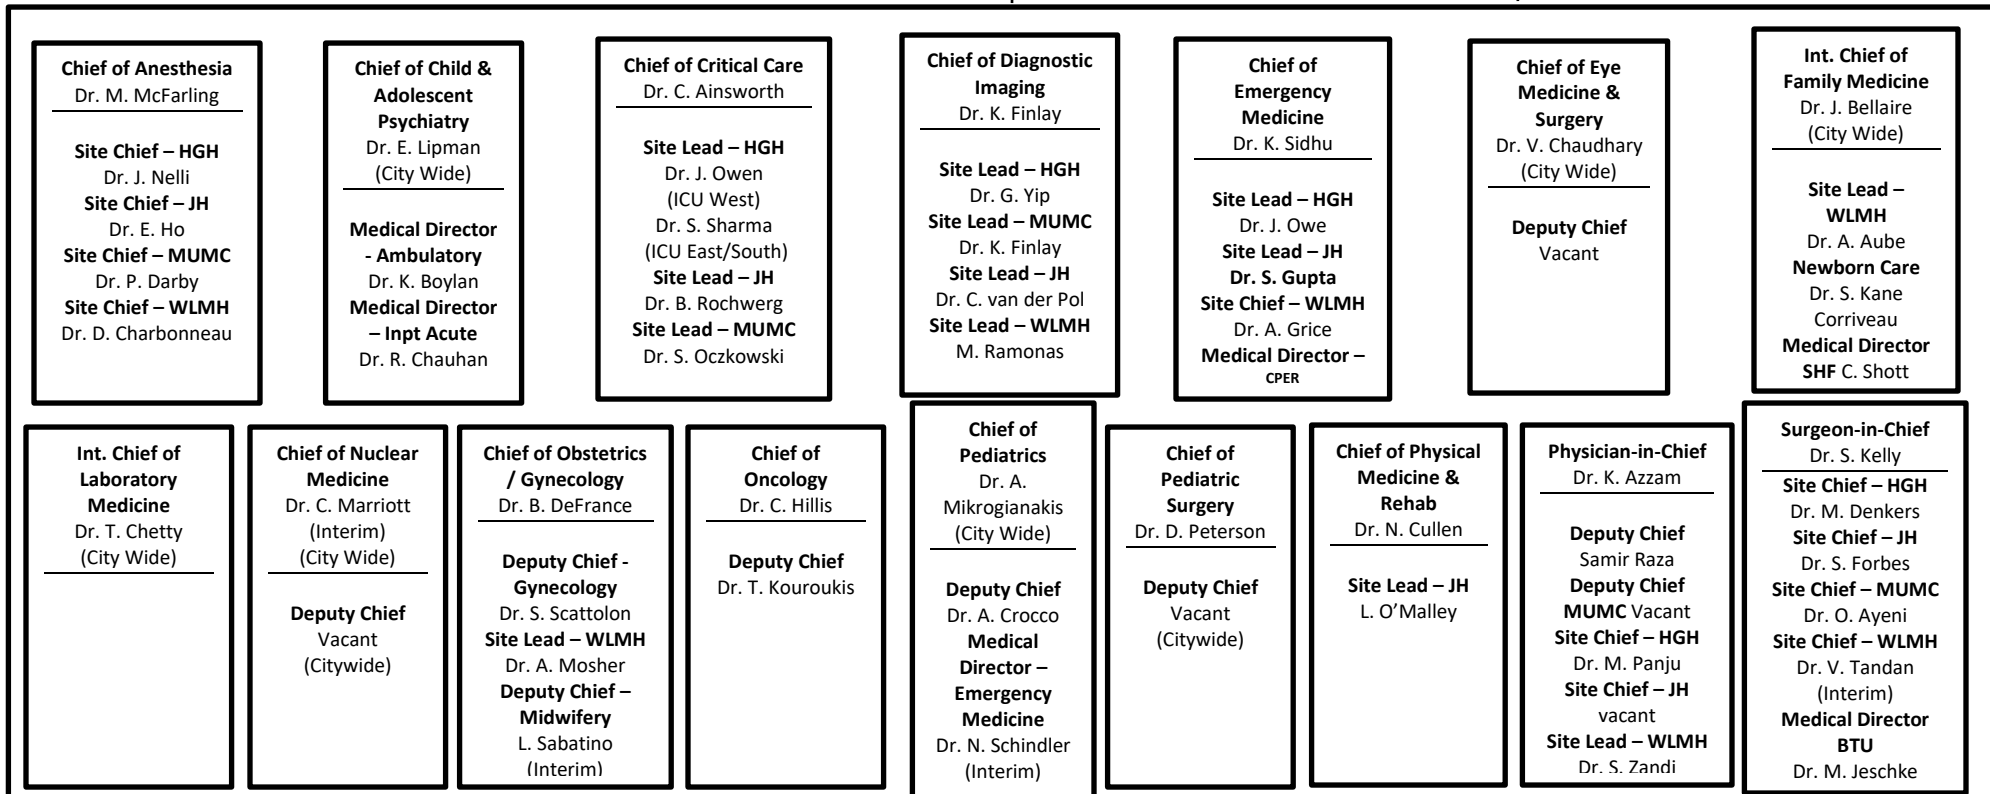 Chief of Anesthesia
Dr. M. McFarling
Site Chief – HGH
Dr. J. Nelli
Site Chief – JH
Dr. E. Ho
Site Chief – MUMC
Dr. P. Darby
Site Chief – WLMH
Dr. D. Charbonneau
Chief of Child &
Adolescent
Psychiatry
Dr. E. Lipman
(City Wide)
Medical Director
- Ambulatory
Dr. K. Boylan
Medical Director
– Inpt Acute
Dr. R. Chauhan
Chief of Critical Care
Dr. C. Ainsworth
Site Lead – HGH
Dr. J. Owen
(ICU West)
Dr. S. Sharma
(ICU East/South)
Site Lead – JH
Dr. B. Rochwerg
Site Lead – MUMC
Dr. S. Oczkowski
Chief of Diagnostic
Imaging
Dr. K. Finlay
Site Lead – HGH
Dr. G. Yip
Site Lead – MUMC
Dr. K. Finlay
Site Lead – JH
Dr. C. van der Pol
Site Lead – WLMH
M. Ramonas
Chief of
Emergency
Medicine
Dr. K. Sidhu
Site Lead – HGH
Dr. J. Owe
Site Lead – JH
Dr. S. Gupta
Site Chief – WLMH
Dr. A. Grice
Medical Director –
CPER
Chief of Eye
Medicine &
Surgery
Dr. V. Chaudhary
(City Wide)
Deputy Chief
Vacant
Int. Chief of
Family Medicine
Dr. J. Bellaire
(City Wide)
Site Lead –
WLMH
Dr. A. Aube
Newborn Care
Dr. S. Kane
Corriveau
Medical Director
SHF C. Shott
Int. Chief of
Laboratory
Medicine
Dr. T. Chetty
(City Wide)
Chief of Nuclear
Medicine
Dr. C. Marriott
(Interim)
(City Wide)
Deputy Chief
Vacant
(Citywide)
Chief of Obstetrics
/ Gynecology
Dr. B. DeFrance
Deputy Chief -
Gynecology
Dr. S. Scattolon
Site Lead – WLMH
Dr. A. Mosher
Deputy Chief –
Midwifery
L. Sabatino
(Interim)
Chief of
Oncology
Dr. C. Hillis
Deputy Chief
Dr. T. Kouroukis
Chief of
Pediatrics
Dr. A.
Mikrogianakis
(City Wide)
Deputy Chief
Dr. A. Crocco
Medical
Director –
Emergency
Medicine
Dr. N. Schindler
(Interim)
Chief of
Pediatric
Surgery
Dr. D. Peterson
Deputy Chief
Vacant
(Citywide)
Chief of Physical
Medicine &
Rehab
Dr. N. Cullen
Site Lead – JH
L. O’Malley
Physician-in-Chief
Dr. K. Azzam
Deputy Chief
Samir Raza
Deputy Chief
MUMC Vacant
Site Chief – HGH
Dr. M. Panju
Site Chief – JH
vacant
Site Lead – WLMH
Dr. S. Zandi
Surgeon-in-Chief
Dr. S. Kelly
Site Chief – HGH
Dr. M. Denkers
Site Chief – JH
Dr. S. Forbes
Site Chief – MUMC
Dr. O. Ayeni
Site Chief – WLMH
Dr. V. Tandan
(Interim)
Medical Director
BTU
Dr. M. Jeschke